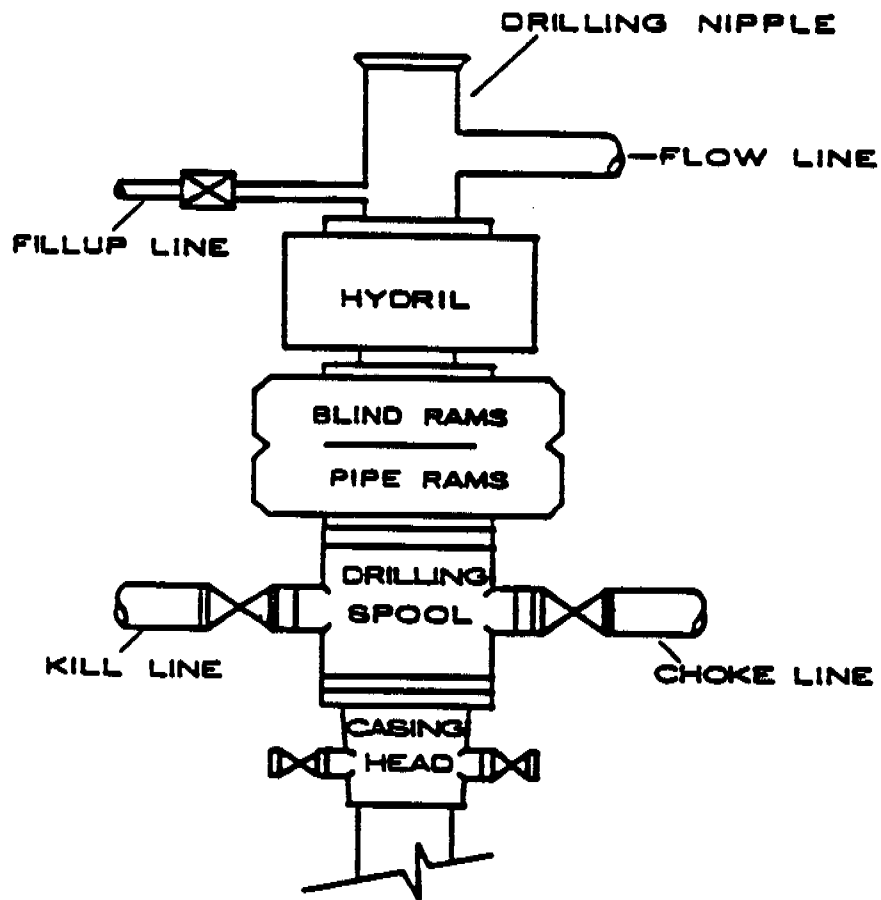 DRILLING NIPPLE
FLOW LINE
FILLUP LINE
HYDRIL
BLIND RAMS
PIPE RAMS
DRILLING
SPOOL
KILL LINE
CHOKE LINE
CASING
HEAD